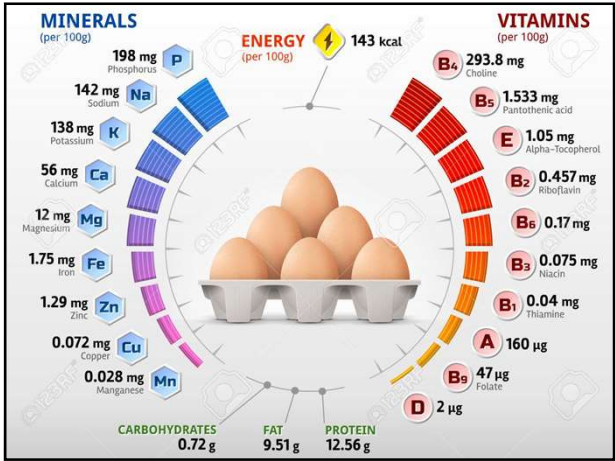 MINERALS
(per 100g)
198 mg
Phosphorus
P
142 mg
Sodium
Na
138 mg
Potassium
K
56 mg
Calcium
Ca
12 mg
Magnesium
Mg
1.75 mg
Iron
Fe
1.29 mg
Zinc
Zn
0.072 mg
Copper
Cu
0.028 mg
Manganese
Mn
ENERGY
(per 100g)
143 kcal
VITAMINS
(per 100g)
B4
293.8 mg
Choline
B5
1.533 mg
Pantothenic acid
E
1.05 mg
Alpha-Tocopherol
B2
0.457 mg
Riboflavin
B6
0.17 mg
B3
0.075 mg
Niacin
B1
0.04 mg
Thiamine
A
160 µg
B9
47 µg
Folate
D
2 µg
CARBOHYDRATES
0.72 g
FAT
9.51 g
PROTEIN
12.56 g
123RF